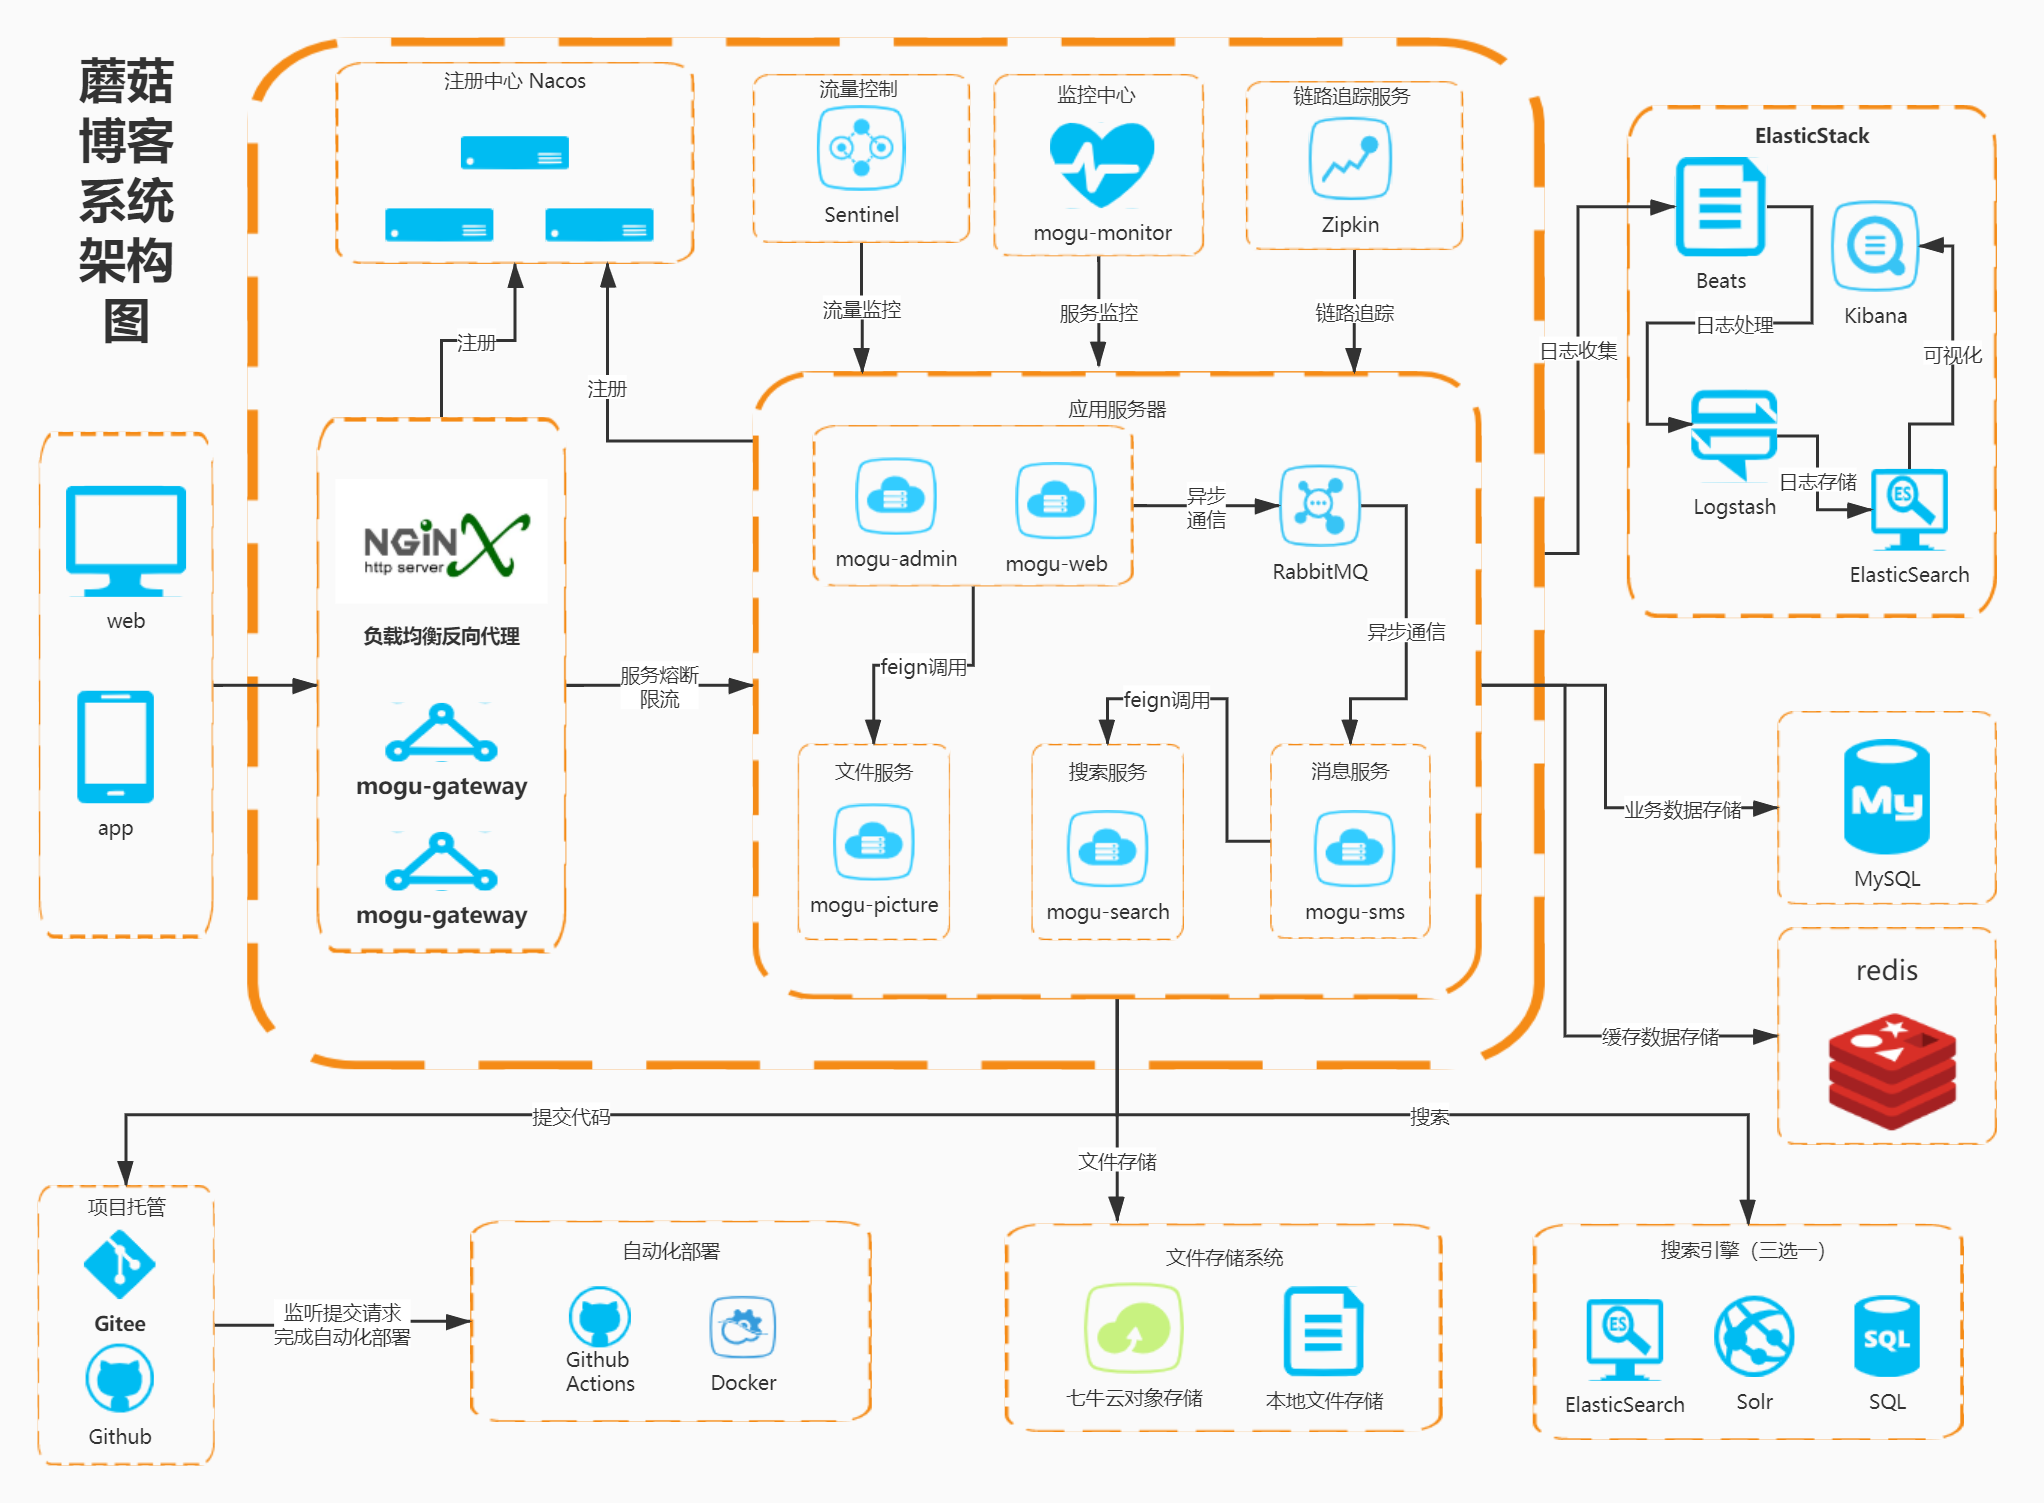 蘑菇
博客
系统
架构
图
注册中心 Nacos
流量控制
Sentinel
监控中心
mogu-monitor
链路追踪服务
Zipkin
ElasticStack
Beats
Kibana
日志处理
可视化
日志收集
Logstash
日志存储
ES
ElasticSearch
注册
注册
流量监控
服务监控
链路追踪
web
app
NGiNX
http server
负载均衡反向代理
mogu-gateway
mogu-gateway
服务熔断
限流
应用服务器
mogu-admin
mogu-web
异步
通信
RabbitMQ
异步通信
feign调用
feign调用
文件服务
mogu-picture
搜索服务
mogu-search
消息服务
mogu-sms
业务数据存储
My
MySQL
redis
缓存数据存储
提交代码
搜索
文件存储
项目托管
Gitee
Github
监听提交请求
完成自动化部署
自动化部署
Github
Actions
Docker
文件存储系统
七牛云对象存储
本地文件存储
搜索引擎（三选一）
ES
ElasticSearch
Solr
SQL
SQL